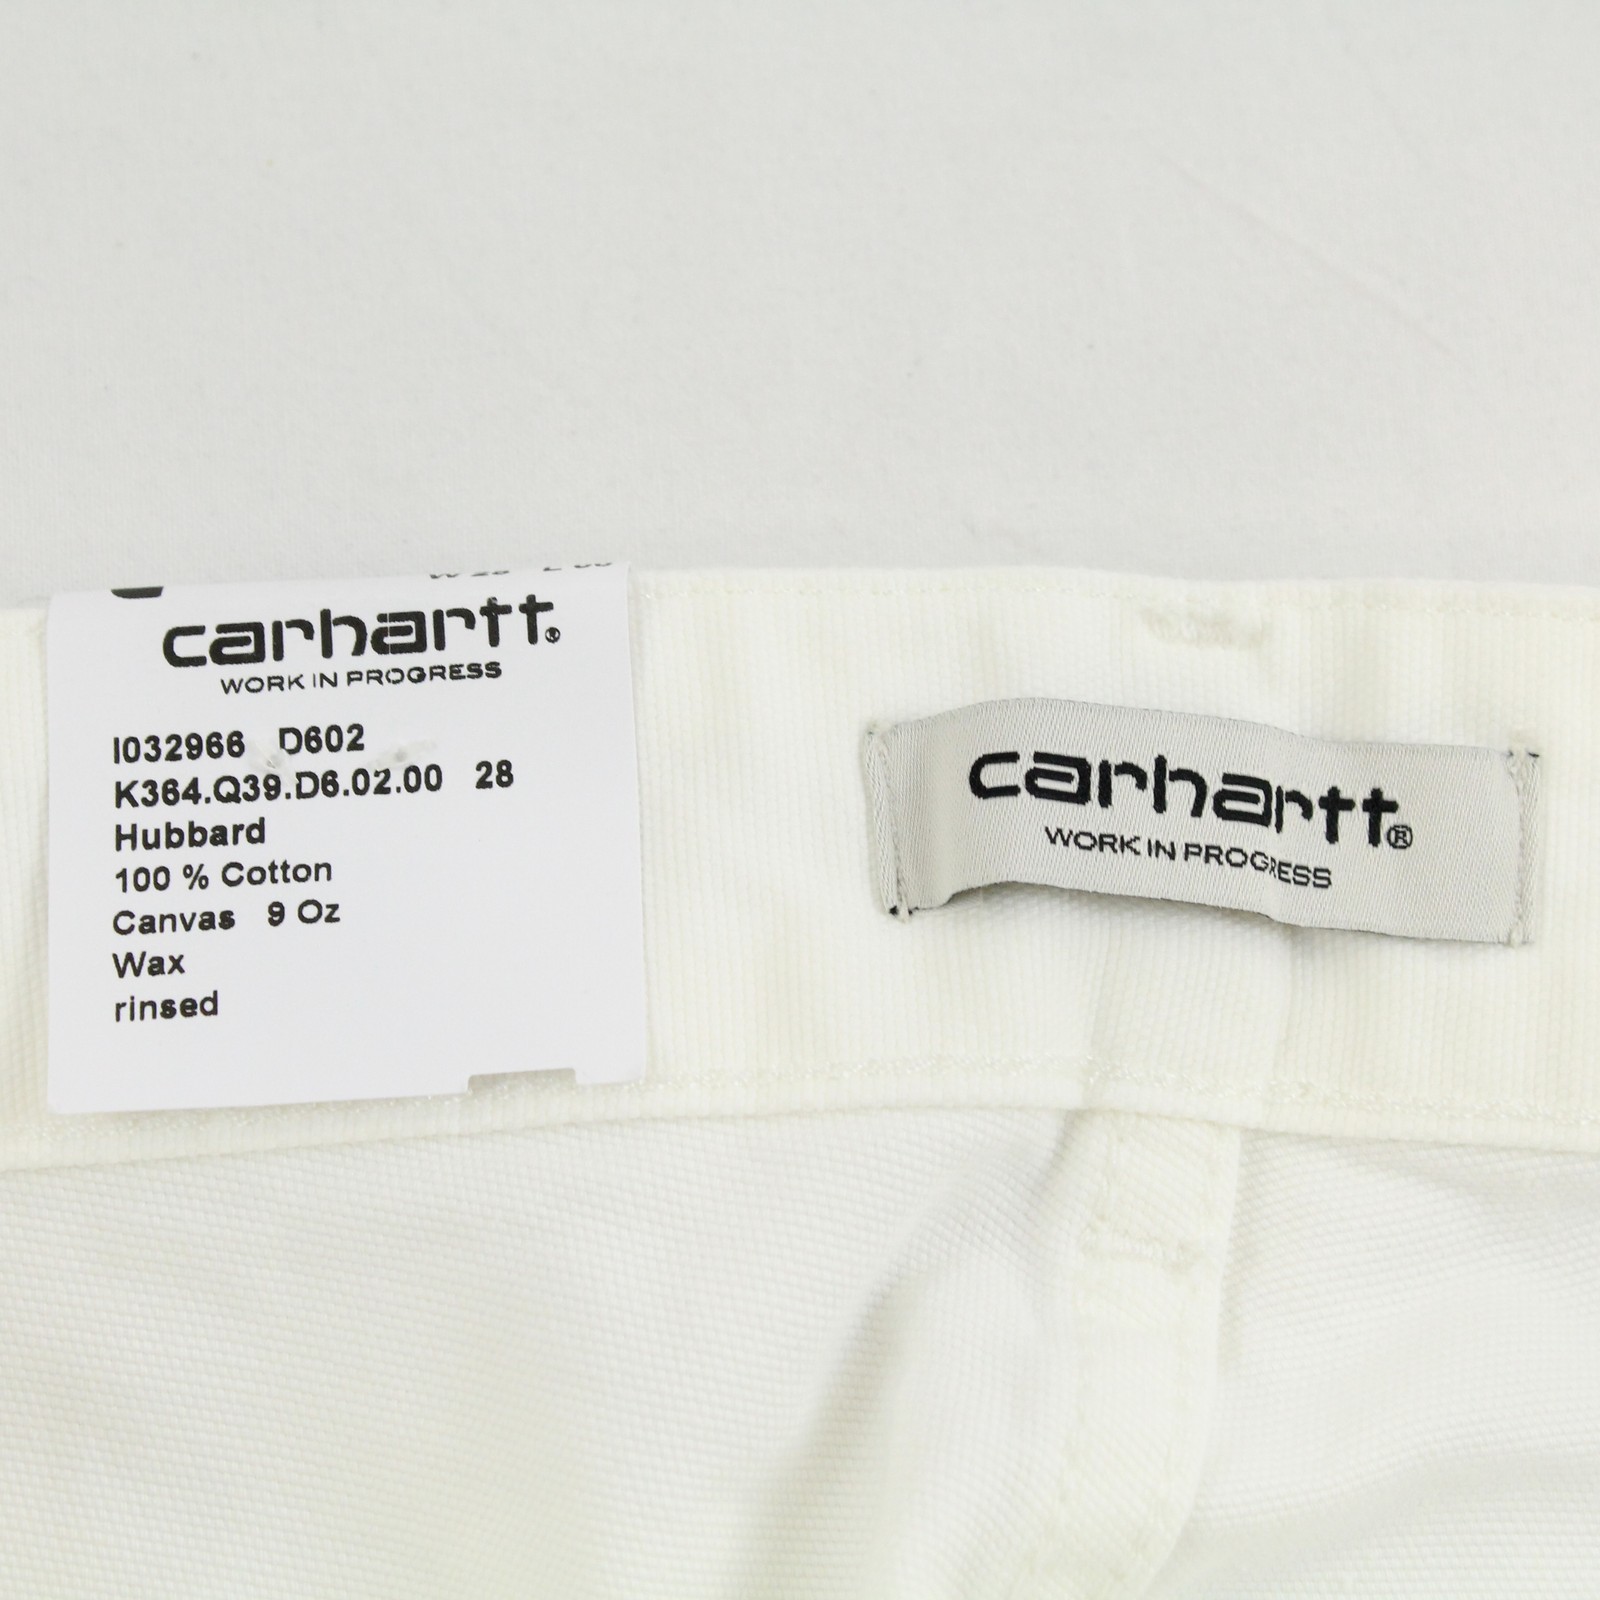 carhartt®
WORK IN PROGRESS
I032966 D602
K364.Q39.D6.02.00 28
Hubbard
100 % Cotton
Canvas 9 Oz
Wax
rinsed
carhartt®
WORK IN PROGRESS